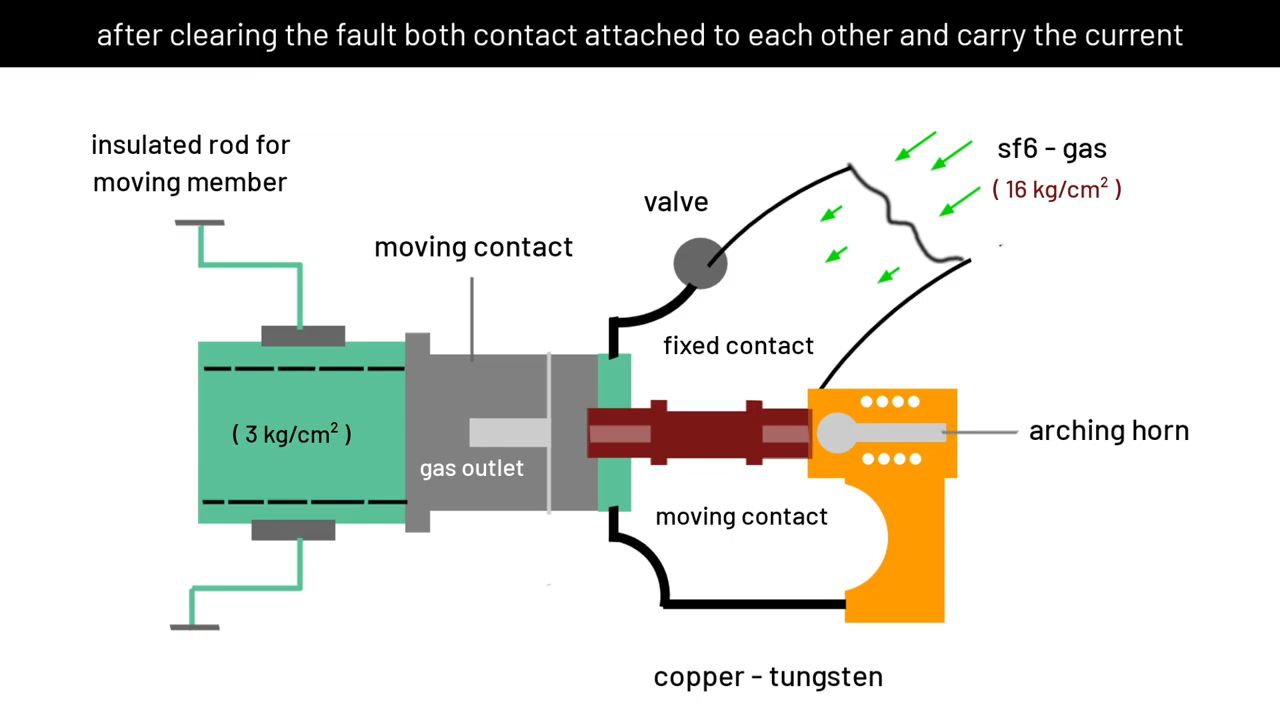 after clearing the fault both contact attached to each other and carry the current
insulated rod for
moving member
sf6 - gas
( 16 kg/cm² )
valve
moving contact
fixed contact
( 3 kg/cm² )
gas outlet
arching horn
moving contact
copper - tungsten